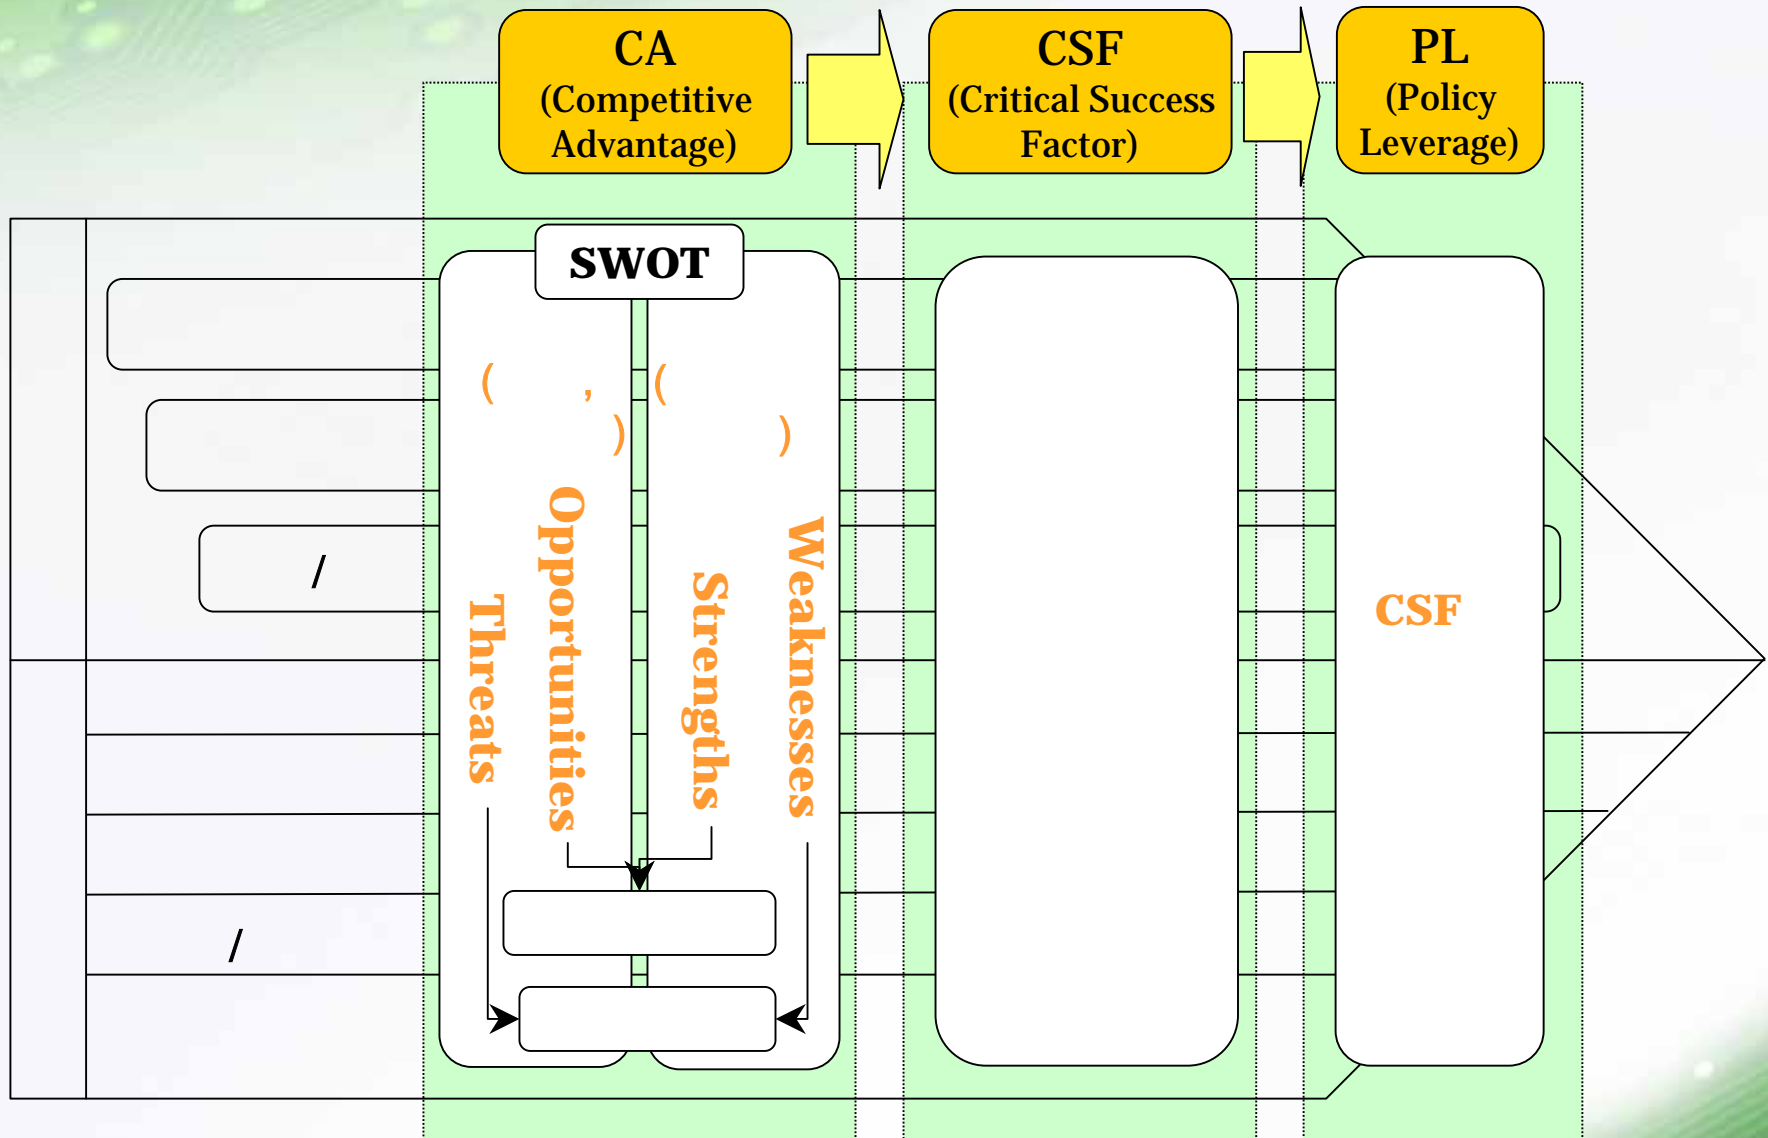 CA
(Competitive
Advantage)
CSF
(Critical Success
Factor)
PL
(Policy
Leverage)
SWOT
( ,
)
(
)
/
Threats
Opportunities
Strengths
Weaknesses
CSF
/